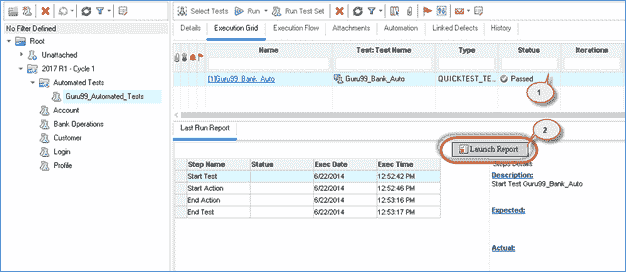 Select Tests Run Run Test Set
No Filter Defined
Root
Unattached
2017 R1 - Cycle 1
Automated Tests
Guru99_Automated_Tests
Account
Bank Operations
Customer
Login
Profile
Details Execution Grid Execution Flow Attachments Automation Linked Defects History
Name Test: Test Name Type Status Iterations
[1]Guru99_Bank_Auto Guru99_Bank_Auto QUICKTEST_TE... Passed
1
Last Run Report
2
Launch Report
Step Name Status Exec Date Exec Time
Start Test 6/22/2014 12:52:42 PM
Start Action 6/22/2014 12:52:46 PM
End Action 6/22/2014 12:53:16 PM
End Test 6/22/2014 12:53:17 PM
Steps Details
Description:
Start Test Guru99_Bank_Auto
Expected:
Actual: